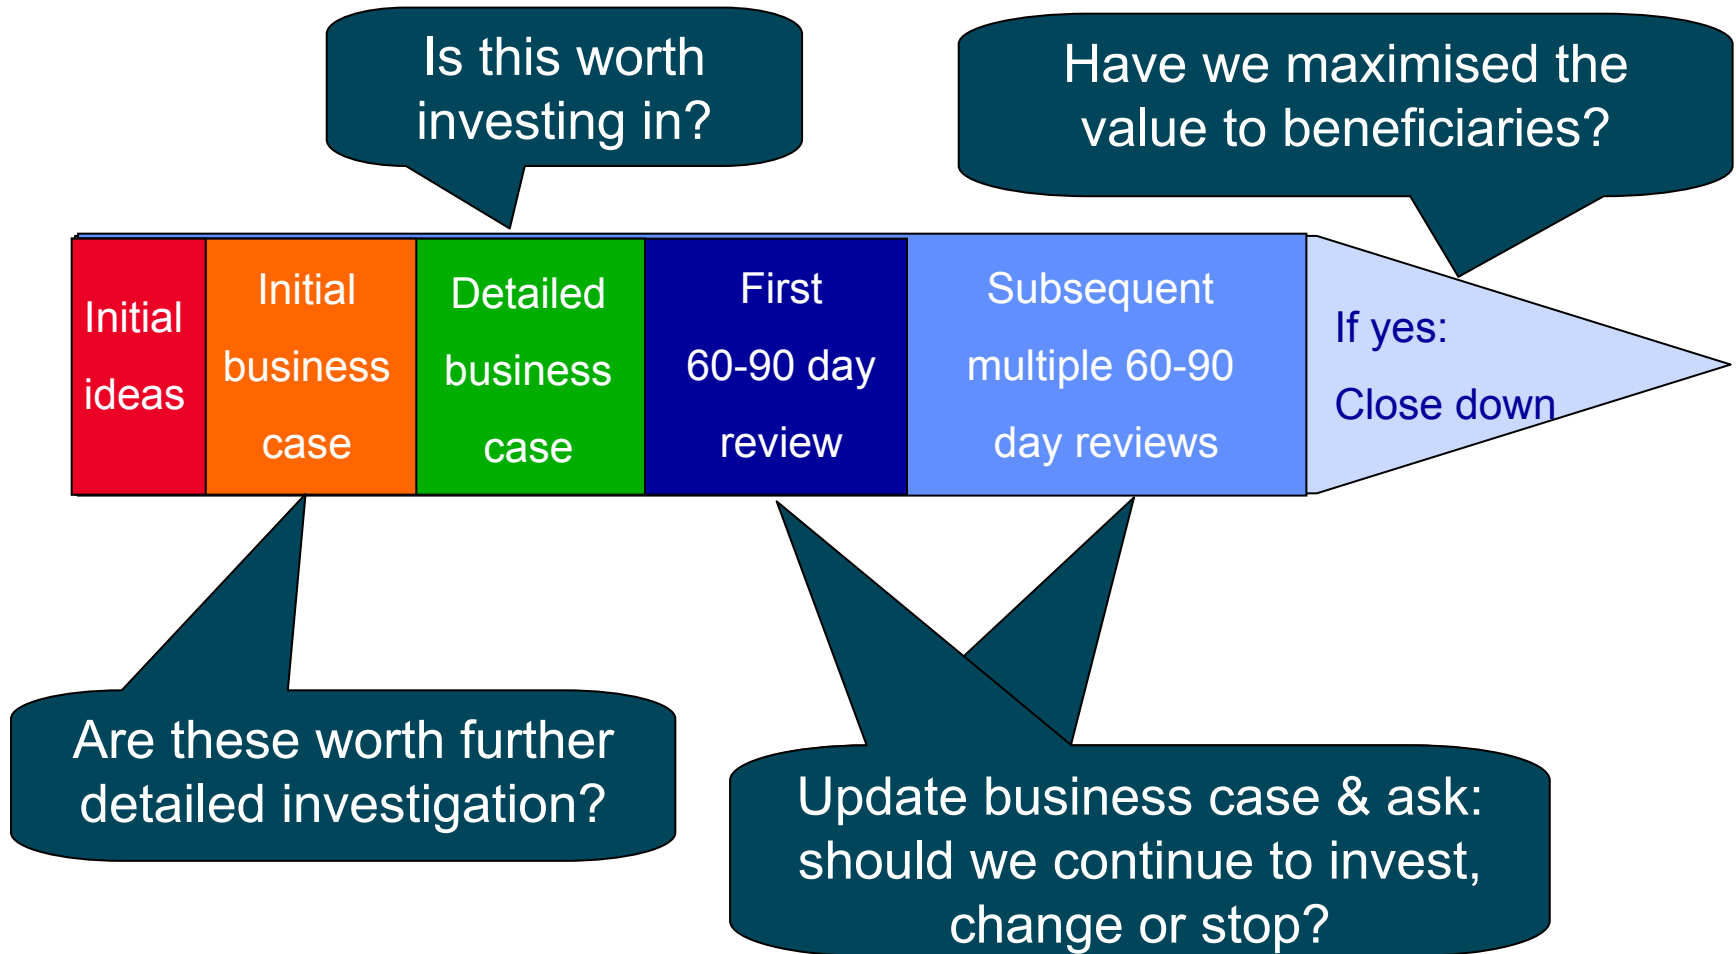 Is this worth
investing in?
Have we maximised the
value to beneficiaries?
Initial
ideas
Initial
business
case
Detailed
business
case
First
60-90 day
review
Subsequent
multiple 60-90
day reviews
If yes:
Close down
Are these worth further
detailed investigation?
Update business case & ask:
should we continue to invest,
change or stop?